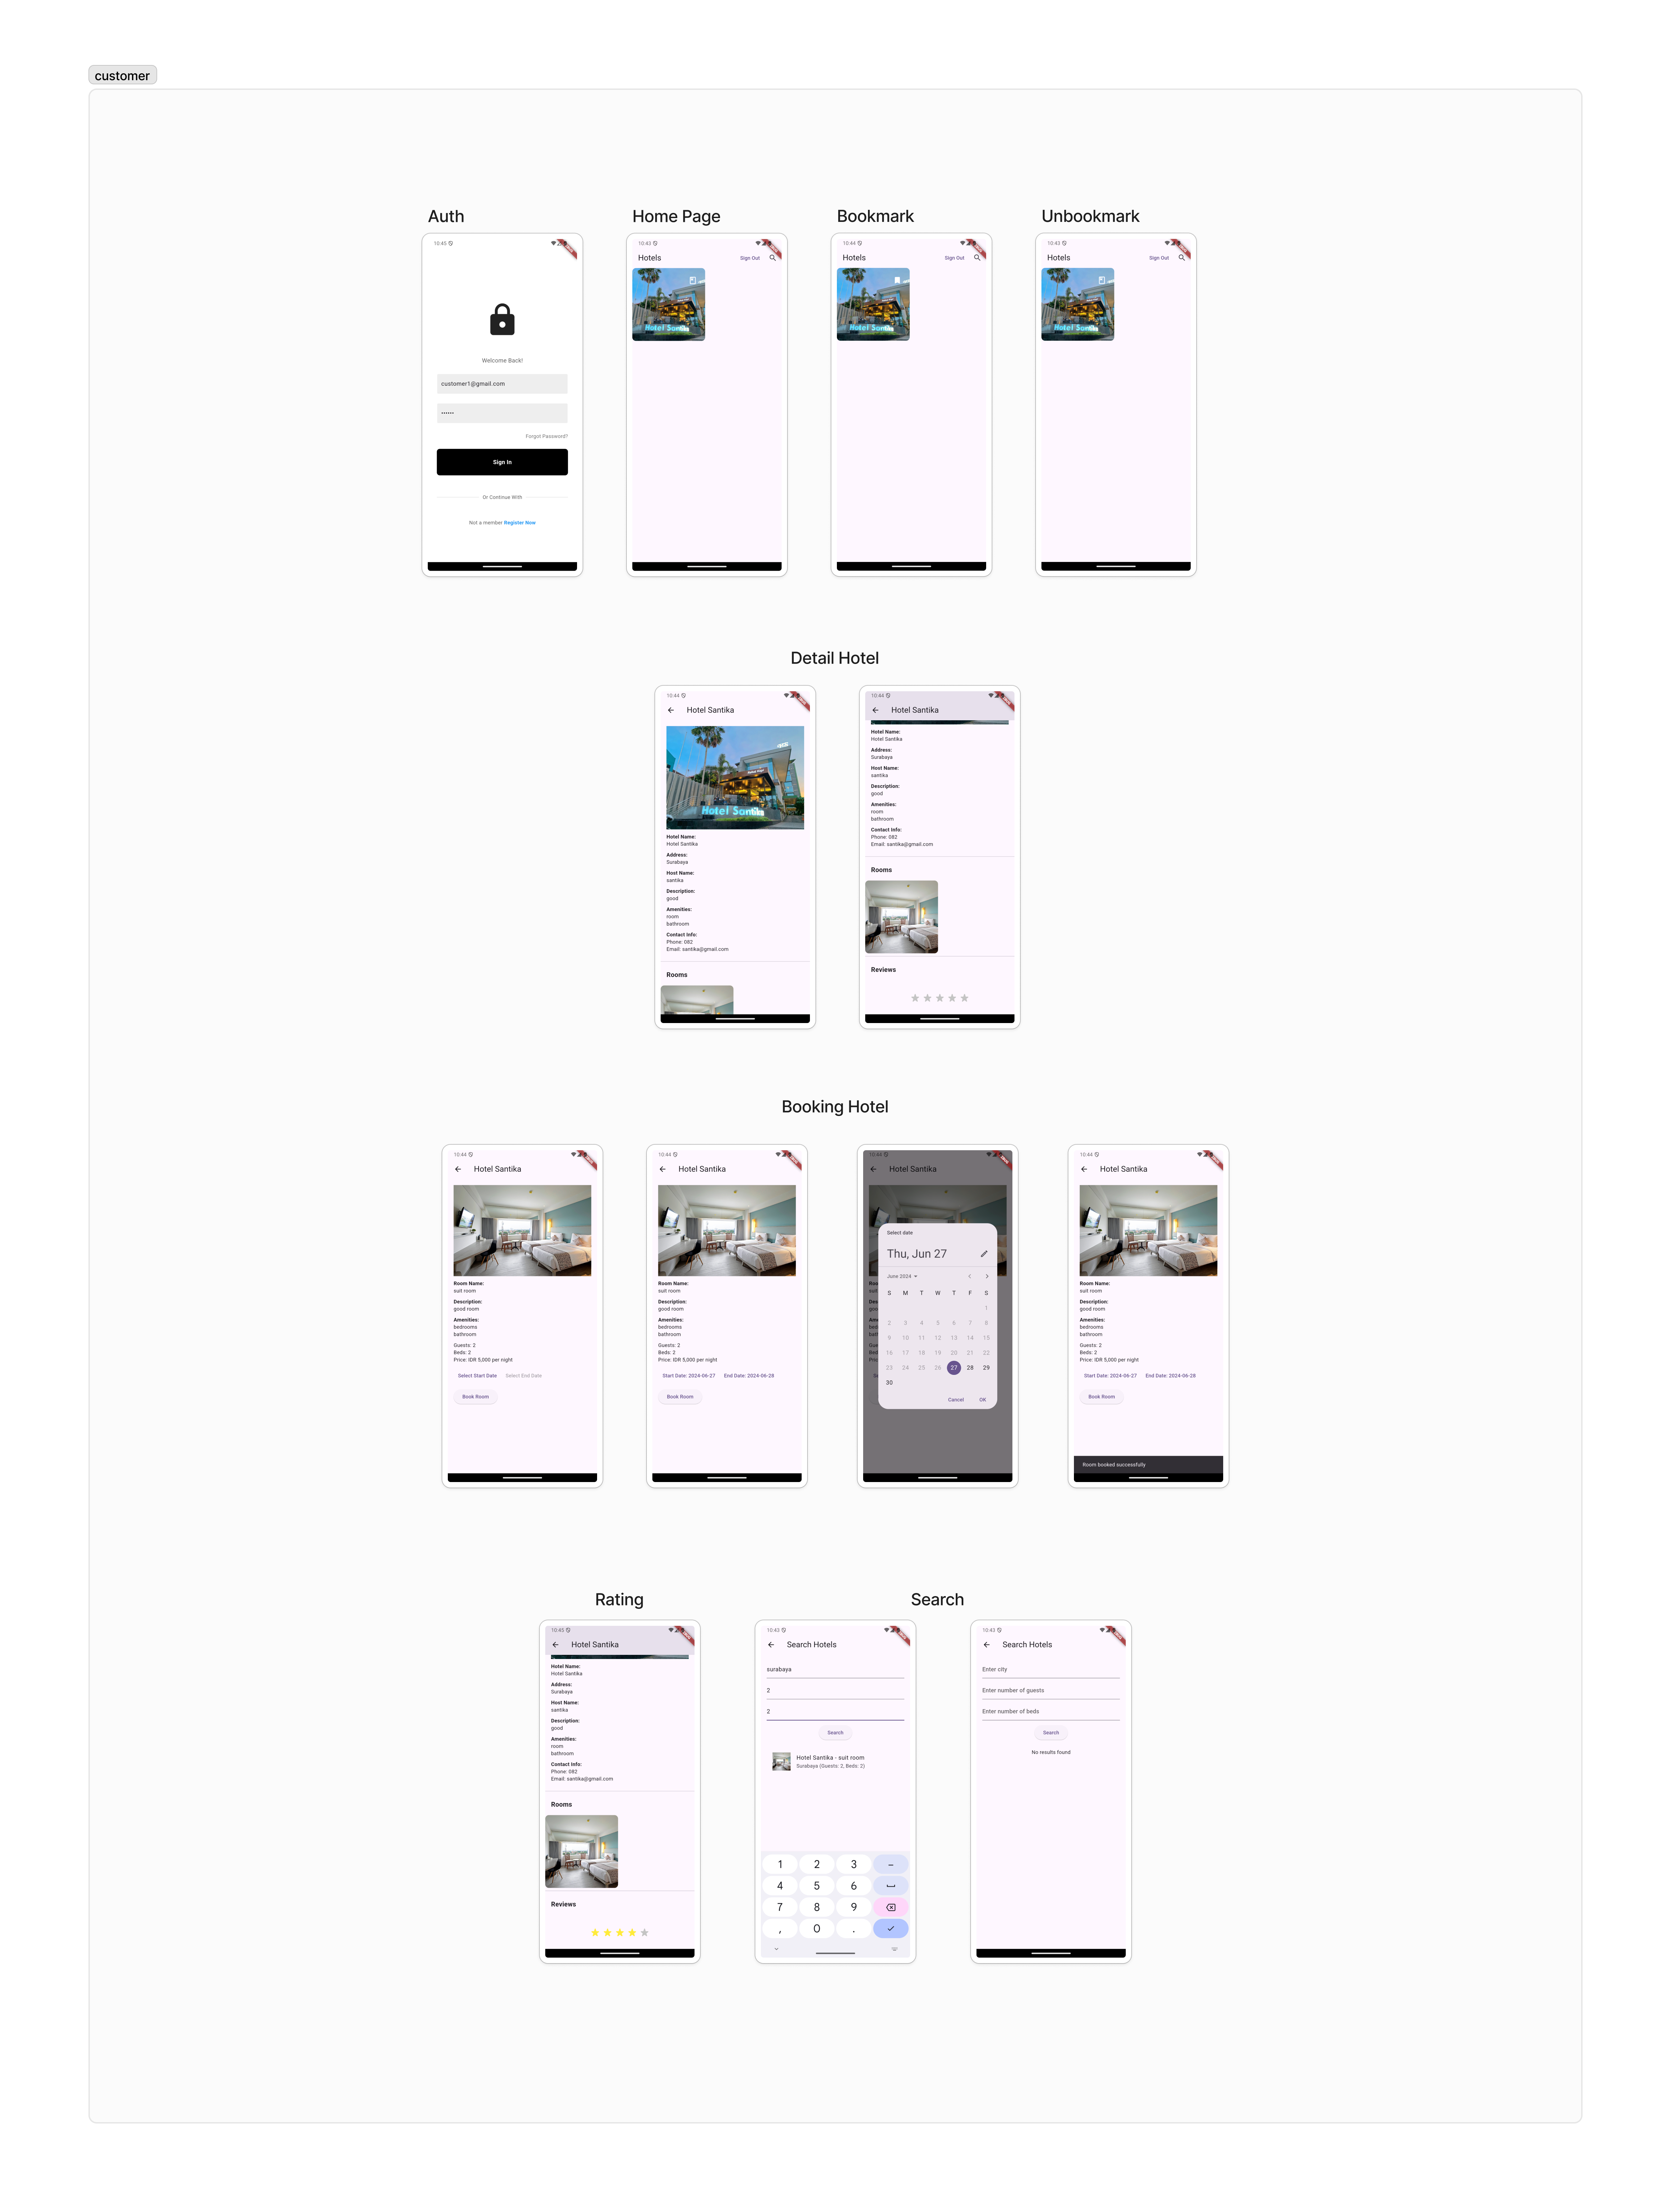 customer
Auth
Home Page
Bookmark
Unbookmark
10:45
Welcome Back!
customer1@gmail.com
••••••
Forgot Password?
Sign In
Or Continue With
Not a member Register Now
10:43
Hotels
Sign Out
10:44
Hotels
Sign Out
10:43
Hotels
Sign Out
Detail Hotel
10:44
Hotel Santika
Hotel Santika
Hotel Name:
Hotel Santika
Address:
Surabaya
Host Name:
santika
Description:
good
Amenities:
room
bathroom
Contact Info:
Phone: 082
Email: santika@gmail.com
Rooms
10:44
Hotel Santika
Hotel Name:
Hotel Santika
Address:
Surabaya
Host Name:
santika
Description:
good
Amenities:
room
bathroom
Contact Info:
Phone: 082
Email: santika@gmail.com
Rooms
Reviews
Booking Hotel
10:44
Hotel Santika
Room Name:
suit room
Description:
good room
Amenities:
bedrooms
bathroom
Guests: 2
Beds: 2
Price: IDR 5,000 per night
Select Start Date
Select End Date
Book Room
10:44
Hotel Santika
Room Name:
suit room
Description:
good room
Amenities:
bedrooms
bathroom
Guests: 2
Beds: 2
Price: IDR 5,000 per night
Start Date: 2024-06-27
End Date: 2024-06-28
Book Room
10:44
Hotel Santika
Select date
Thu, Jun 27
June 2024
S M T W T F S
1
2 3 4 5 6 7 8
9 10 11 12 13 14 15
16 17 18 19 20 21 22
23 24 25 26 27 28 29
30
Cancel
OK
10:44
Hotel Santika
Room Name:
suit room
Description:
good room
Amenities:
bedrooms
bathroom
Guests: 2
Beds: 2
Price: IDR 5,000 per night
Start Date: 2024-06-27
End Date: 2024-06-28
Book Room
Room booked successfully
Rating
Search
10:45
Hotel Santika
Hotel Name:
Hotel Santika
Address:
Surabaya
Host Name:
santika
Description:
good
Amenities:
room
bathroom
Contact Info:
Phone: 082
Email: santika@gmail.com
Rooms
Reviews
10:43
Search Hotels
surabaya
2
2
Search
Hotel Santika - suit room
Surabaya (Guests: 2, Beds: 2)
1 2 3 −
4 5 6
7 8 9
, 0 .
10:43
Search Hotels
Enter city
Enter number of guests
Enter number of beds
Search
No results found